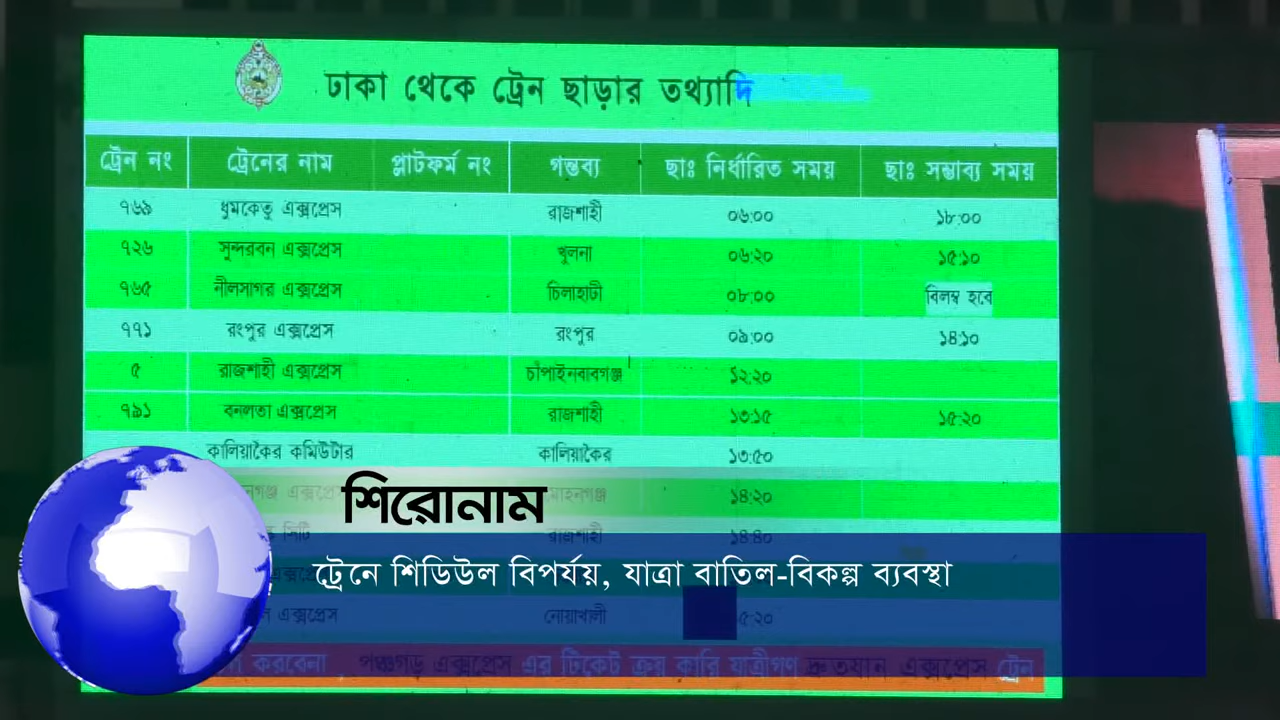 ঢাকা থেকে ট্রেন ছাড়ার তথ্যাদি
ট্রেন নং ট্রেনের নাম প্লাটফর্ম নং গন্তব্য ছাঃ নির্ধারিত সময় ছাঃ সম্ভাব্য সময়
৭৬৯ ধুমকেতু এক্সপ্রেস রাজশাহী ০৬:০০ ১৮:০০
৭২৬ সুন্দরবন এক্সপ্রেস খুলনা ০৬:২০ ১৫:১০
৭৬৫ নীলসাগর এক্সপ্রেস চিলাহাটী ০৮:০০ বিলম্ব হবে
৭৭১ রংপুর এক্সপ্রেস রংপুর ০৯:০০ ১৪:১০
৫ রাজশাহী এক্সপ্রেস চাঁপাইনবাবগঞ্জ ১২:২০
৭৯১ বনলতা এক্সপ্রেস রাজশাহী ১৩:১৫ ১৫:২০
কালিয়াকৈর কমিউটার কালিয়াকৈর ১৩:৫০
মোহনগঞ্জ ১৪:২০
শিরোনাম
সিটি রাজশাহী ১৪:৪০
ট্রেনে শিডিউল বিপর্যয়, যাত্রা বাতিল-বিকল্প ব্যবস্থা
এক্সপ্রেস নোয়াখালী ৫:২০
করবেনা পঞ্চগড় এক্সপ্রেস এর টিকেট ক্রয় কারি যাত্রীগণ দ্রুতযান এক্সপ্রেস ট্রেন